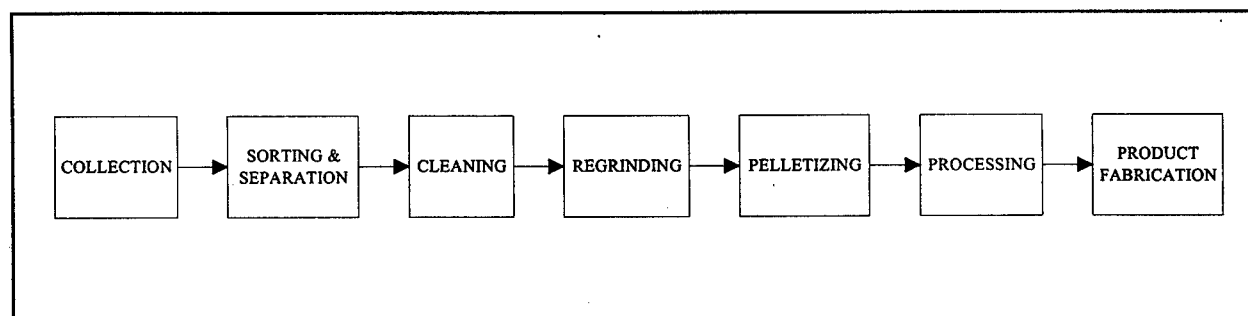 COLLECTION
SORTING &
SEPARATION
CLEANING
REGRINDING
PELLETIZING
PROCESSING
PRODUCT
FABRICATION